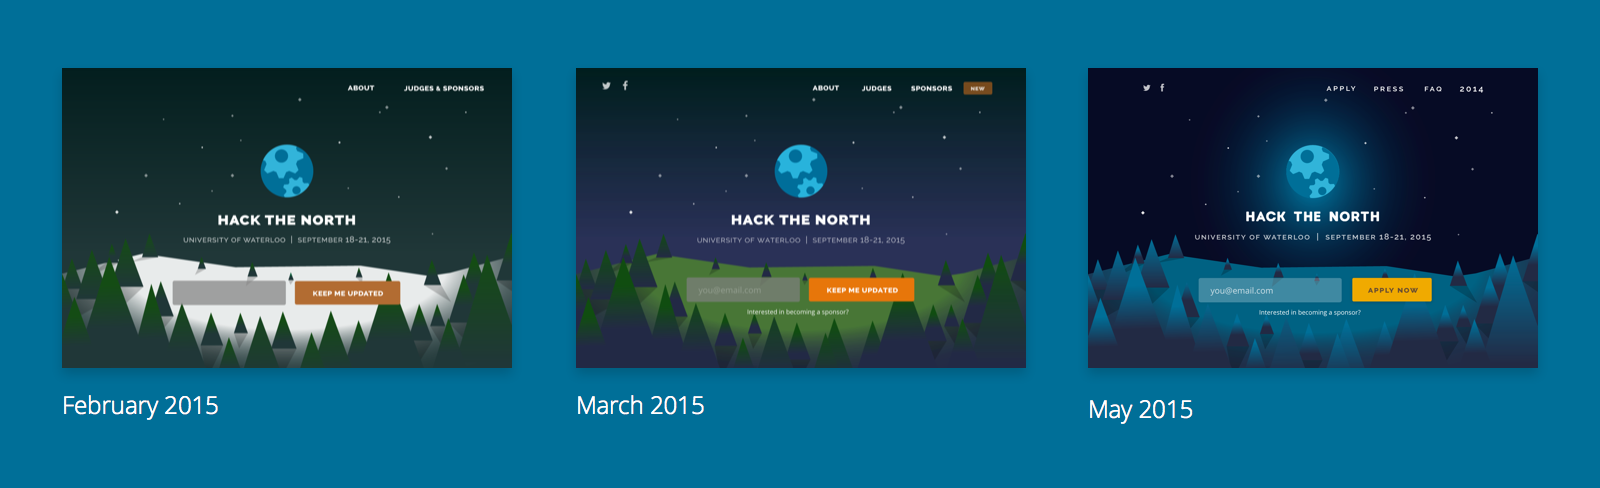 ABOUT JUDGES & SPONSORS
HACK THE NORTH
UNIVERSITY OF WATERLOO | SEPTEMBER 18-21, 2015
KEEP ME UPDATED
February 2015
ABOUT JUDGES SPONSORS NEW
HACK THE NORTH
UNIVERSITY OF WATERLOO | SEPTEMBER 18-21, 2015
you@email.com KEEP ME UPDATED
Interested in becoming a sponsor?
March 2015
APPLY PRESS FAQ 2014
HACK THE NORTH
UNIVERSITY OF WATERLOO | SEPTEMBER 18-21, 2015
you@email.com APPLY NOW
Interested in becoming a sponsor?
May 2015